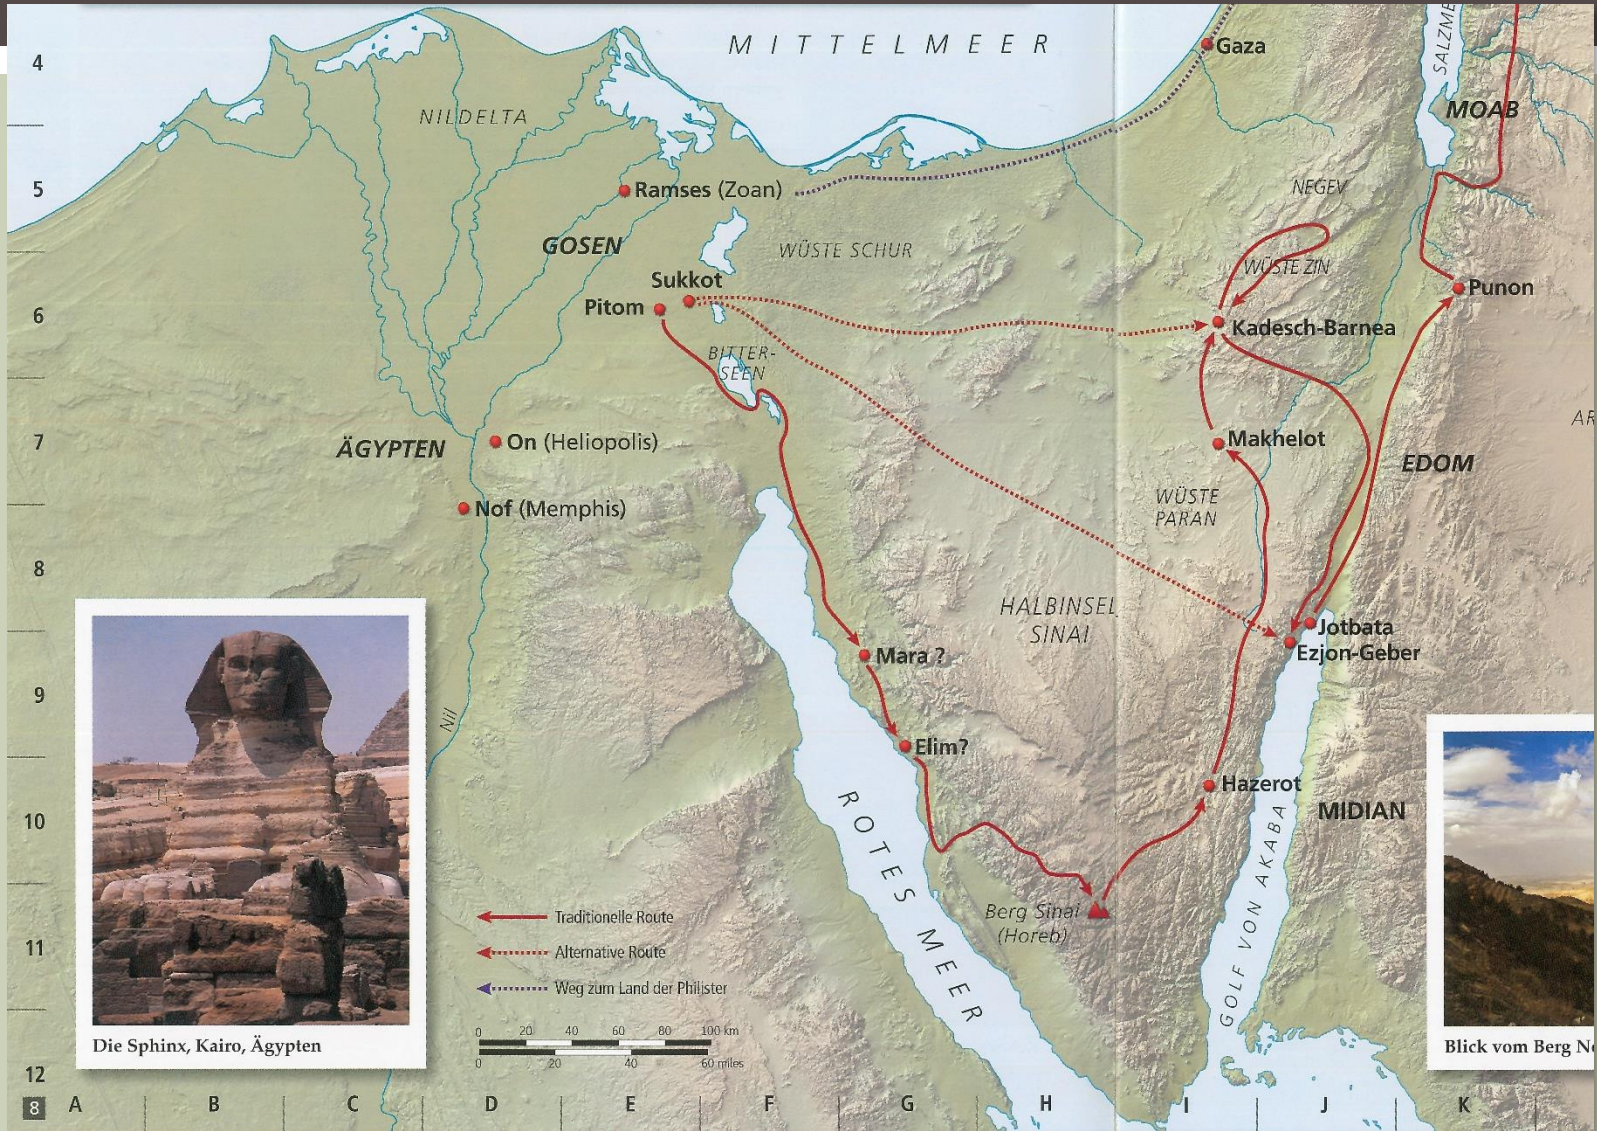 MITTELMEER
4
Gaza
SALZME
MOAB
NILDELTA
5
Ramses (Zoan)
NEGEV
GOSEN
WÜSTE SCHUR
WÜSTE ZIN
Sukkot
Pitom
Punon
6
Kadesch-Barnea
BITTER-
SEEN
AR
7
ÄGYPTEN
On (Heliopolis)
Makhelot
EDOM
Nof (Memphis)
WÜSTE
PARAN
8
HALBINSEL
SINAI
Jotbata
Ezjon-Geber
Mara ?
9
Nil
Elim?
Hazerot
10
MIDIAN
ROTES MEER
GOLF VON AKABA
Berg Sinai
(Horeb)
11
Traditionelle Route
Alternative Route
Weg zum Land der Philister
0 20 40 60 80 100 km
0 20 40 60 miles
Die Sphinx, Kairo, Ägypten
Blick vom Berg Ne
12
8 A B C D E F G H I J K